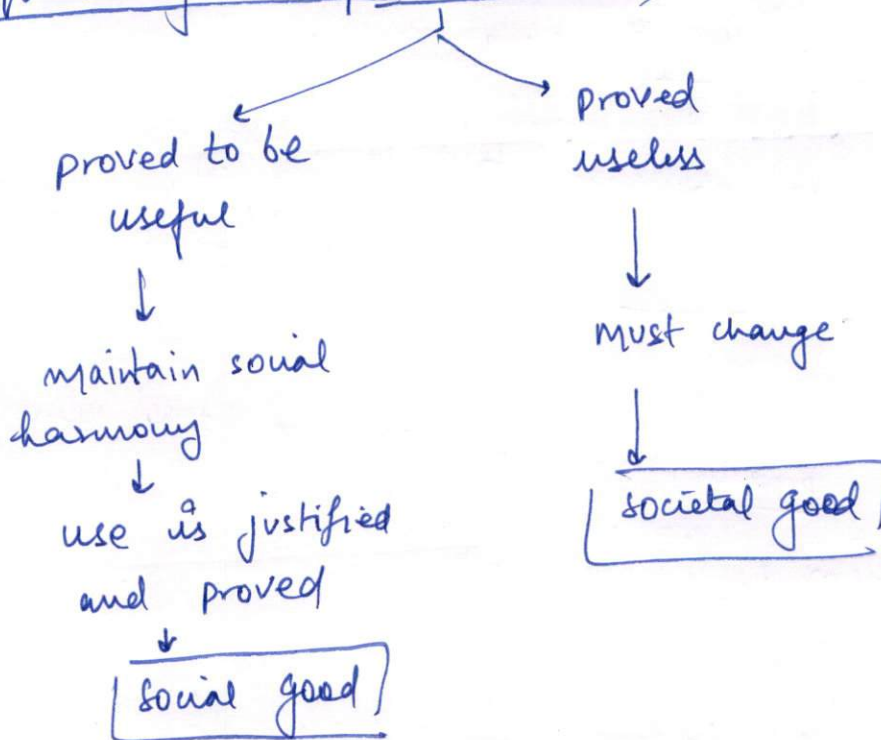 proved to be
useful
maintain social
harmony
use is justified
and proved
social good
proved
useless
must change
societal good